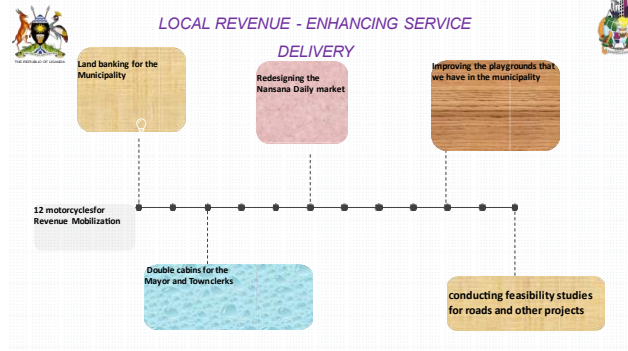 LOCAL REVENUE - ENHANCING SERVICE
DELIVERY
THE REPUBLIC OF UGANDA
Land banking for the
Municipality
Redesigning the
Nansana Daily market
Improving the playgrounds that
we have in the municipality
12 motorcyclesfor
Revenue Mobilization
Double cabins for the
Mayor and Townclerks
conducting feasibility studies
for roads and other projects